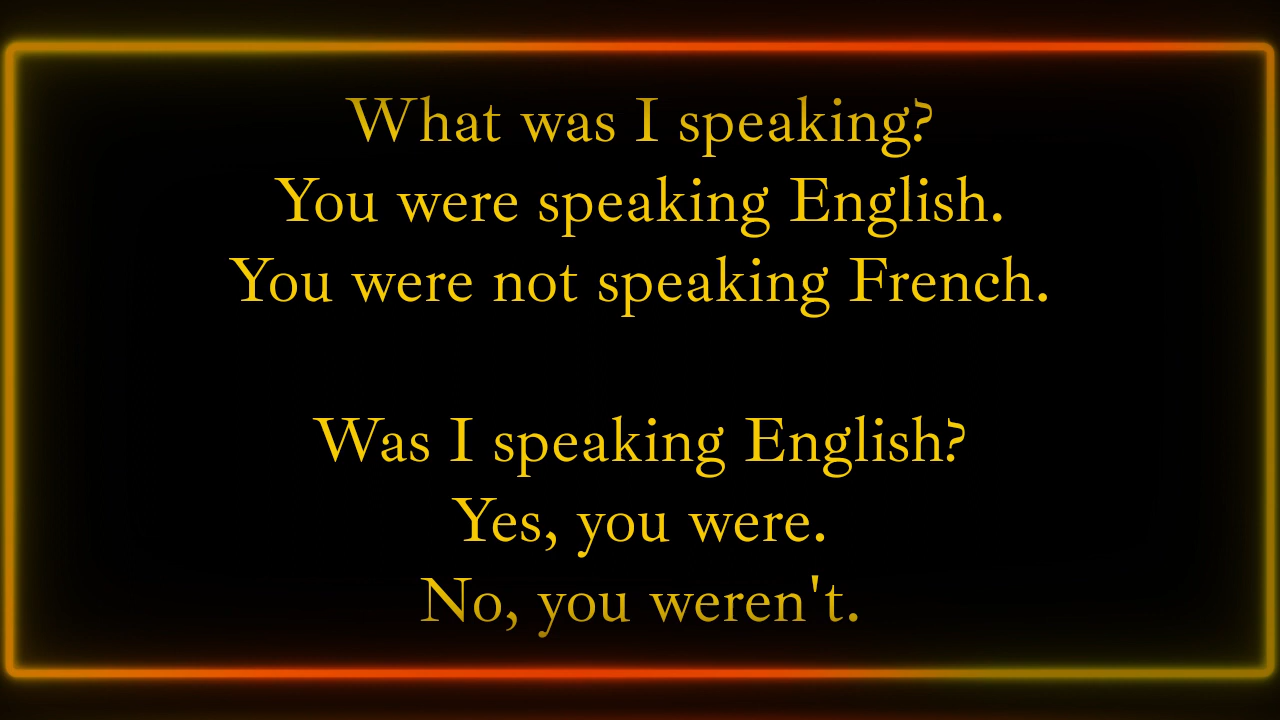 What was I speaking?
You were speaking English.
You were not speaking French.
Was I speaking English?
Yes, you were.
No, you weren't.